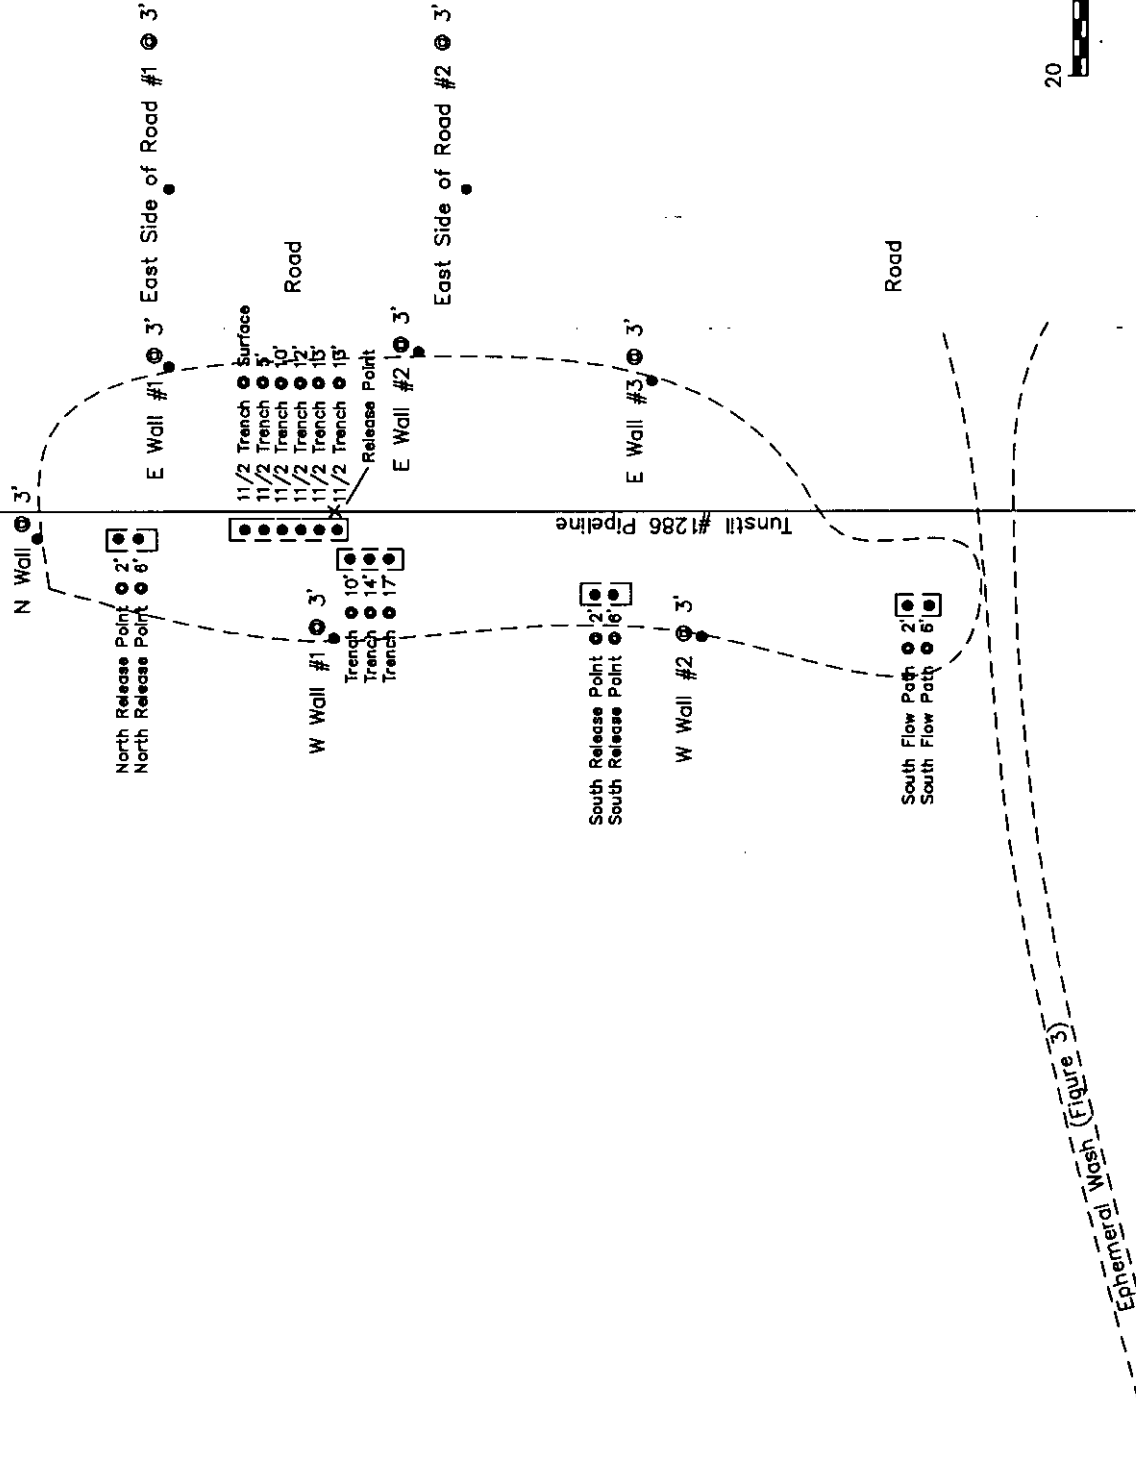 N Wall @ 3'
E Wall #1 @ 3'
East Side of Road #1 @ 3'
North Release Point @ 2'
North Release Point @ 6'
Road
11/2 Trench @ Surface
11/2 Trench @ 5'
11/2 Trench @ 10'
11/2 Trench @ 12'
11/2 Trench @
11/2 Trench @
Release Point
W Wall #1 @ 3'
Trench @ 10'
Trench @ 14'
Trench @ 17'
E Wall #2 @ 3'
East Side of Road #2 @ 3'
Tunstil #1286 Pipeline
E Wall #3 @ 3'
South Release Point @ 2'
South Release Point @ 6'
W Wall #2 @ 3'
Road
South Flow Path @ 2'
South Flow Path @ 6'
Ephemeral Wash (Figure 3)
20